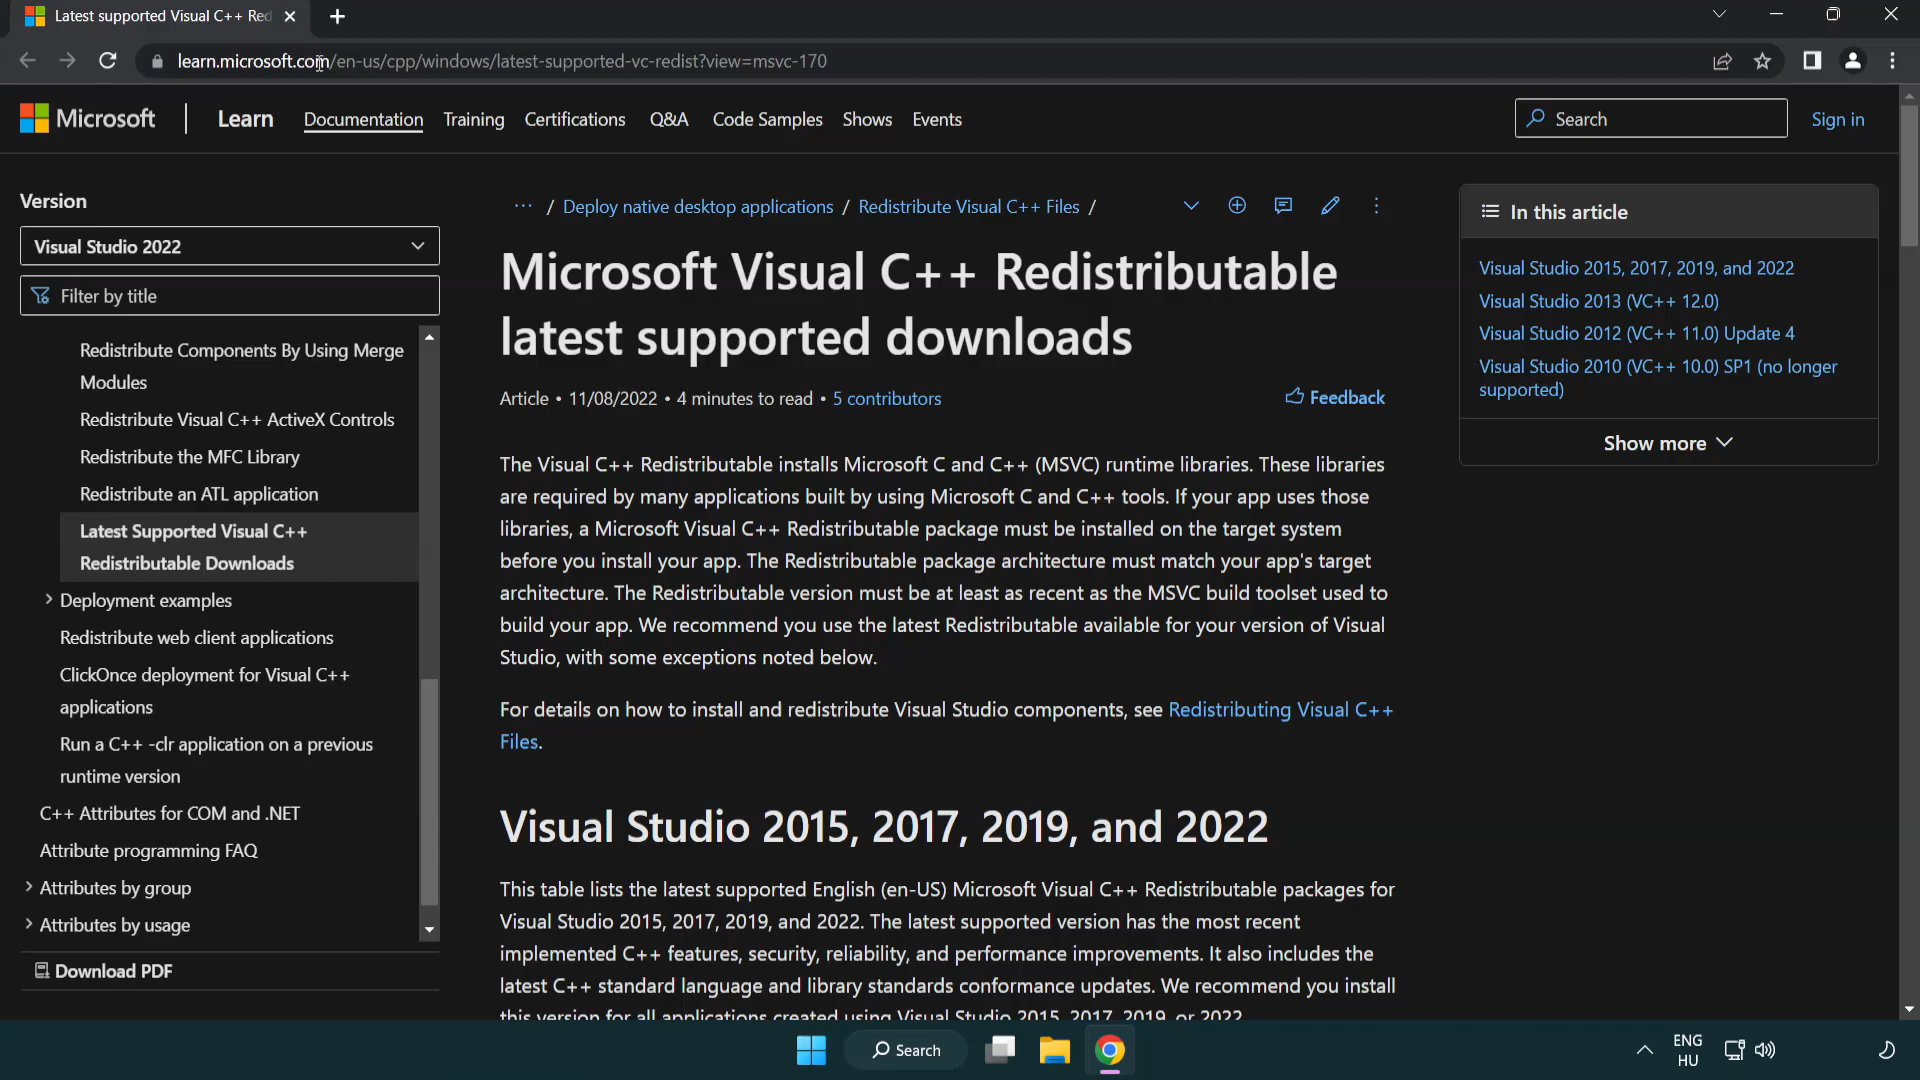 Latest supported Visual C++ Red
learn.microsoft.com/en-us/cpp/windows/latest-supported-vc-redist?view=msvc-170
Microsoft
Learn
Documentation
Training
Certifications
Q&A
Code Samples
Shows
Events
Search
Sign in
Version
Visual Studio 2022
Filter by title
Redistribute Components By Using Merge
Modules
Redistribute Visual C++ ActiveX Controls
Redistribute the MFC Library
Redistribute an ATL application
Latest Supported Visual C++
Redistributable Downloads
Deployment examples
Redistribute web client applications
ClickOnce deployment for Visual C++
applications
Run a C++ -clr application on a previous
runtime version
C++ Attributes for COM and .NET
Attribute programming FAQ
Attributes by group
Attributes by usage
Download PDF
··· / Deploy native desktop applications / Redistribute Visual C++ Files /
Microsoft Visual C++ Redistributable
latest supported downloads
Article • 11/08/2022 • 4 minutes to read • 5 contributors
Feedback
The Visual C++ Redistributable installs Microsoft C and C++ (MSVC) runtime libraries. These libraries
are required by many applications built by using Microsoft C and C++ tools. If your app uses those
libraries, a Microsoft Visual C++ Redistributable package must be installed on the target system
before you install your app. The Redistributable package architecture must match your app's target
architecture. The Redistributable version must be at least as recent as the MSVC build toolset used to
build your app. We recommend you use the latest Redistributable available for your version of Visual
Studio, with some exceptions noted below.
For details on how to install and redistribute Visual Studio components, see Redistributing Visual C++
Files.
Visual Studio 2015, 2017, 2019, and 2022
This table lists the latest supported English (en-US) Microsoft Visual C++ Redistributable packages for
Visual Studio 2015, 2017, 2019, and 2022. The latest supported version has the most recent
implemented C++ features, security, reliability, and performance improvements. It also includes the
latest C++ standard language and library standards conformance updates. We recommend you install
this version for all applications created using Visual Studio 2015, 2017, 2019, or 2022.
In this article
Visual Studio 2015, 2017, 2019, and 2022
Visual Studio 2013 (VC++ 12.0)
Visual Studio 2012 (VC++ 11.0) Update 4
Visual Studio 2010 (VC++ 10.0) SP1 (no longer
supported)
Show more
Search
ENG
HU